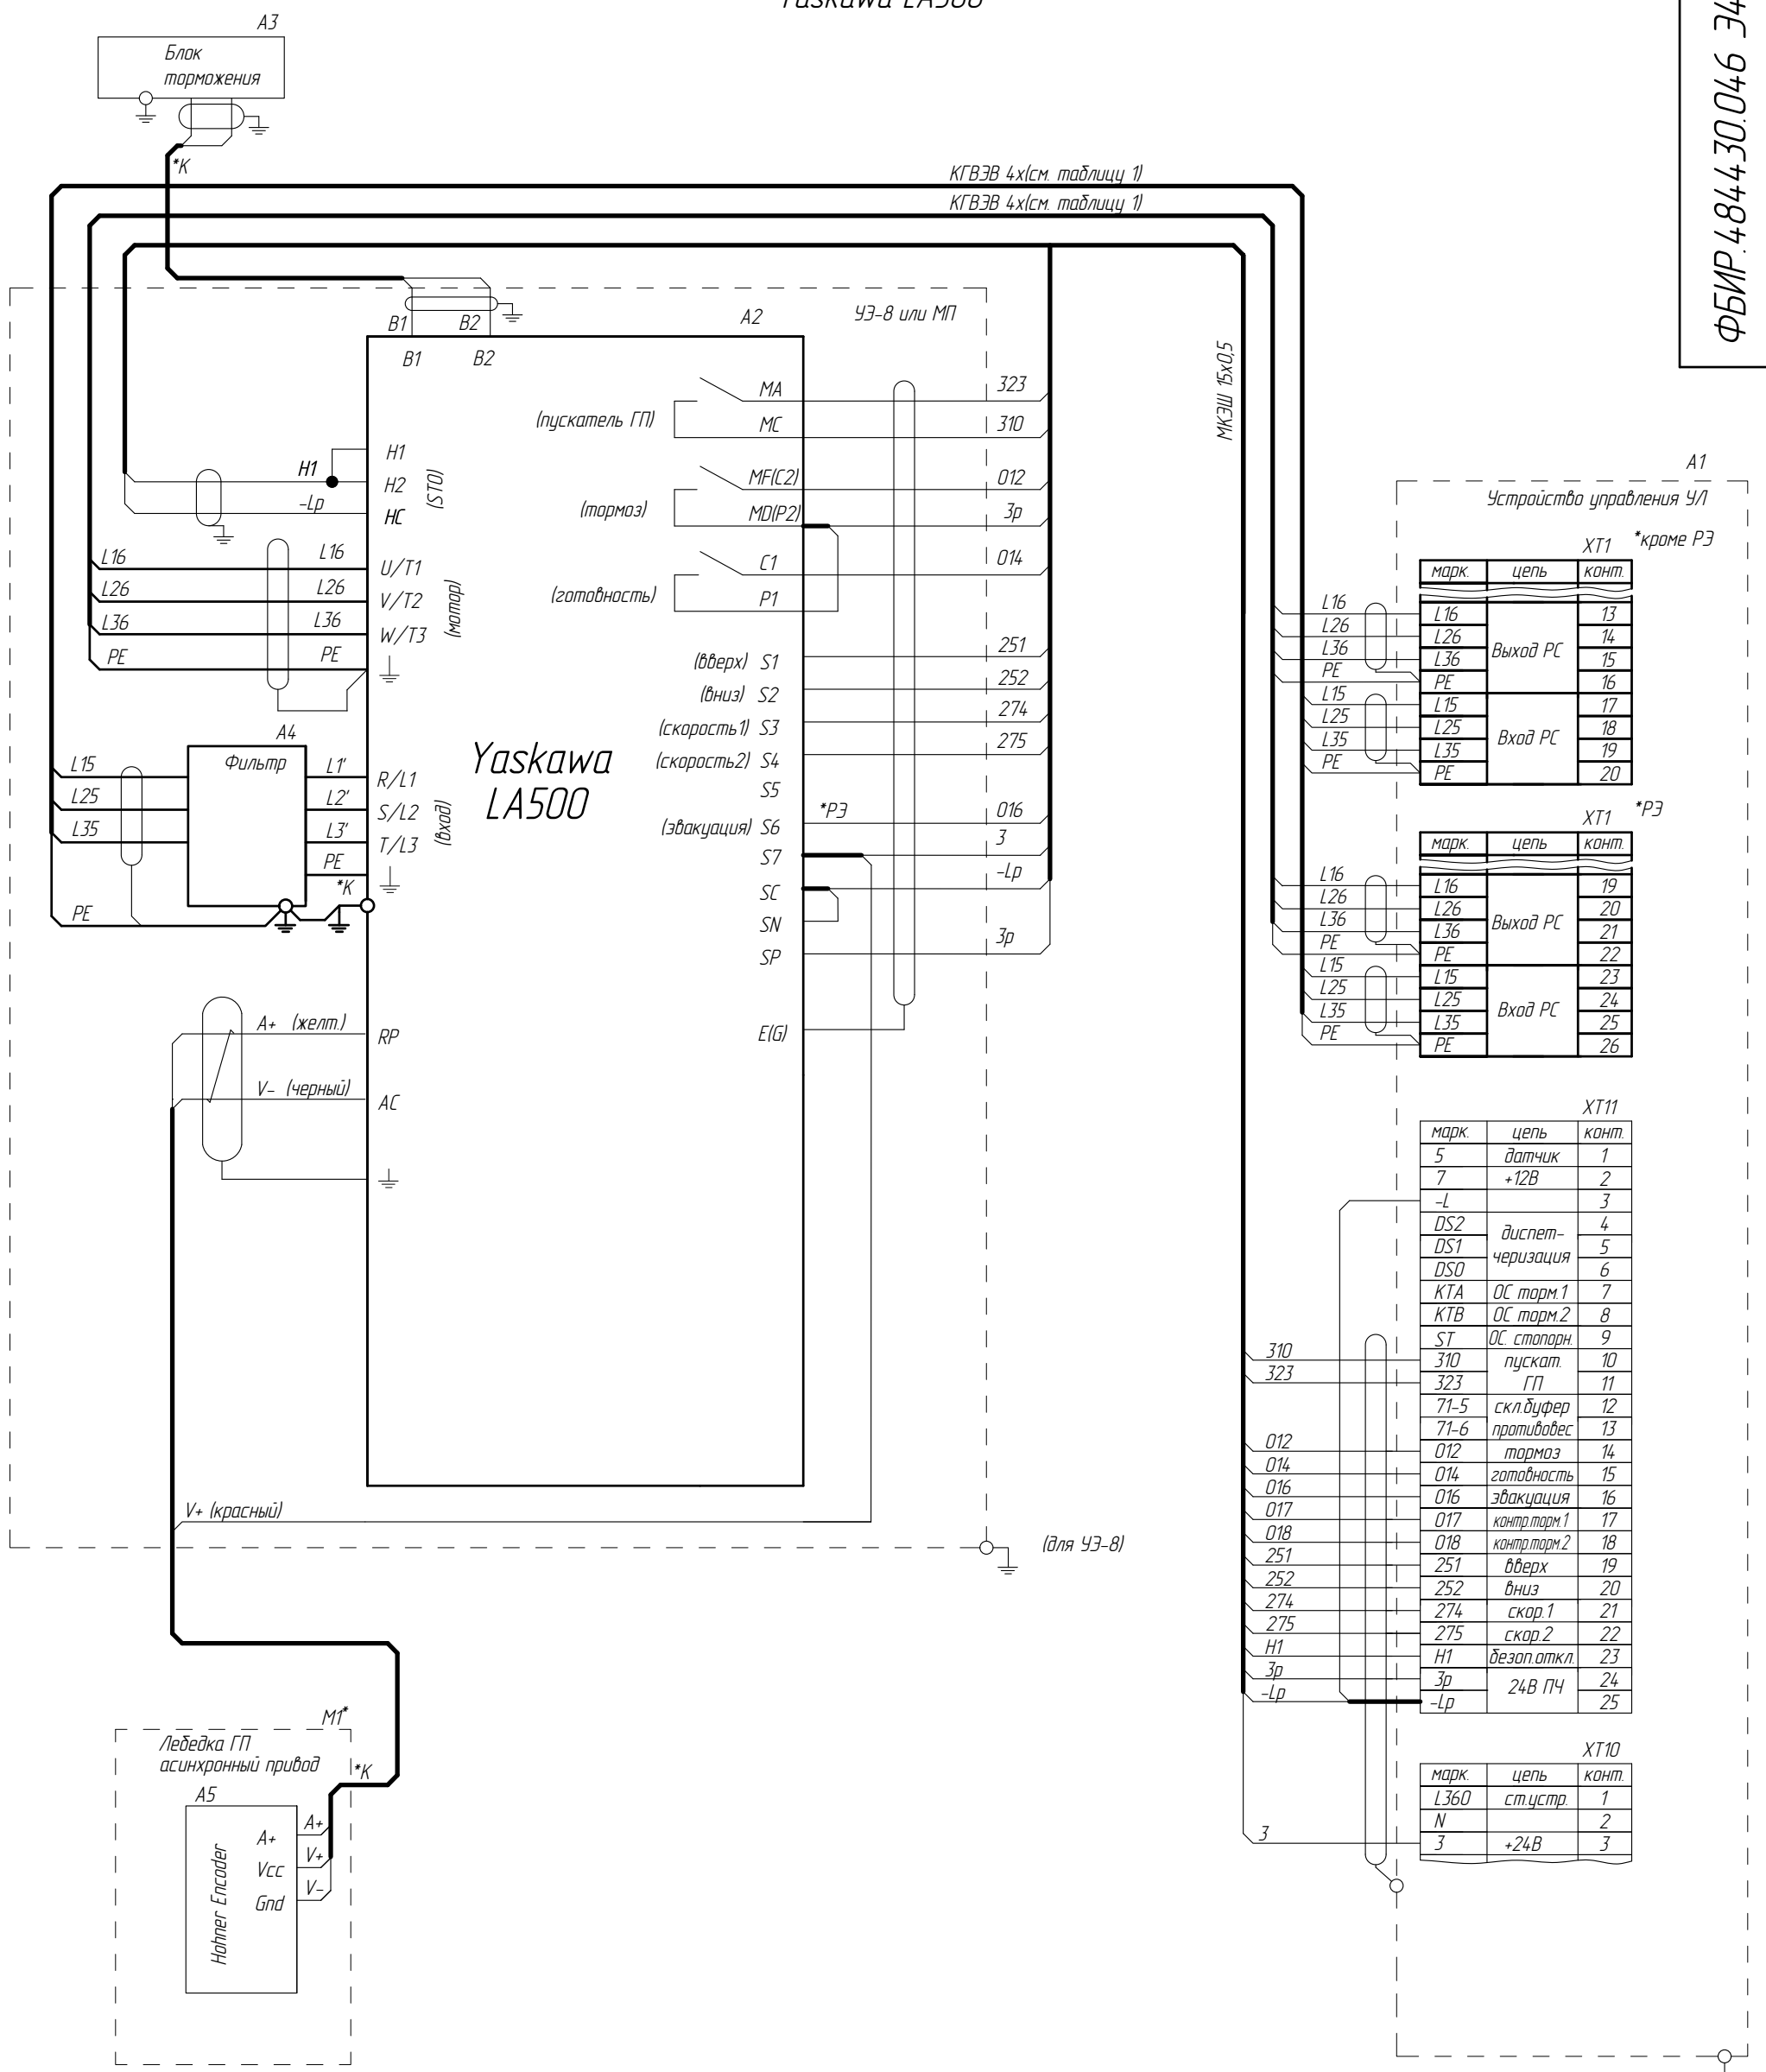 Yaskawa LA500
ФБИР.484430.046 Э4
А3
Блок
торможения
*К
КГВЭВ 4х(см. таблицу 1)
КГВЭВ 4х(см. таблицу 1)
МКЭШ 15х0,5
УЭ-8 или МП
А2
B1 B2
B1 B2
Yaskawa
LA500
H1
-Lp
H1
H2
HC
(STO)
L16 L16 U/T1
L26 L26 V/T2
L36 L36 W/T3
PE PE
(мотор)
А4
Фильтр
L15 L1' R/L1
L25 L2' S/L2
L35 L3' T/L3
PE
(вход)
*К
PE
A+ (желт.) RP
V- (черный) AC
V+ (красный)
(пускатель ГП)
MA 323
MC 310
(тормоз)
MF(C2) 012
MD(P2) 3p
(готовность)
C1 014
P1
(вверх) S1 251
(вниз) S2 252
(скорость1) S3 274
(скорость2) S4 275
S5
(эвакуация) S6 *РЭ 016
S7 3
SC -Lp
SN
SP 3p
E(G)
(для УЭ-8)
М1*
Лебедка ГП
асинхронный привод
*К
А5
Hohner Encoder
A+ A+
Vcc V+
Gnd V-
А1
Устройство управления УЛ
ХТ1 *кроме РЭ
марк. цепь конт.
L16 L16 Выход РС 13
L26 L26 14
L36 L36 15
PE PE 16
L15 L15 Вход РС 17
L25 L25 18
L35 L35 19
PE PE 20
ХТ1 *РЭ
марк. цепь конт.
L16 L16 Выход РС 19
L26 L26 20
L36 L36 21
PE PE 22
L15 L15 Вход РС 23
L25 L25 24
L35 L35 25
PE PE 26
ХТ11
марк. цепь конт.
5 датчик 1
7 +12В 2
-L 3
DS2 диспет- 4
DS1 черизация 5
DS0 6
КТА ОС торм.1 7
КТВ ОС торм.2 8
ST ОС. стопорн. 9
310 310 пускат. 10
323 323 ГП 11
71-5 скл.буфер 12
71-6 противовес 13
012 012 тормоз 14
014 014 готовность 15
016 016 эвакуация 16
017 017 контр.торм.1 17
018 018 контр.торм.2 18
251 251 вверх 19
252 252 вниз 20
274 274 скор.1 21
275 275 скор.2 22
H1 H1 безоп.откл. 23
3p 3p 24В ПЧ 24
-Lp -Lp 25
ХТ10
марк. цепь конт.
L360 ст.устр. 1
N 2
3 3 +24В 3